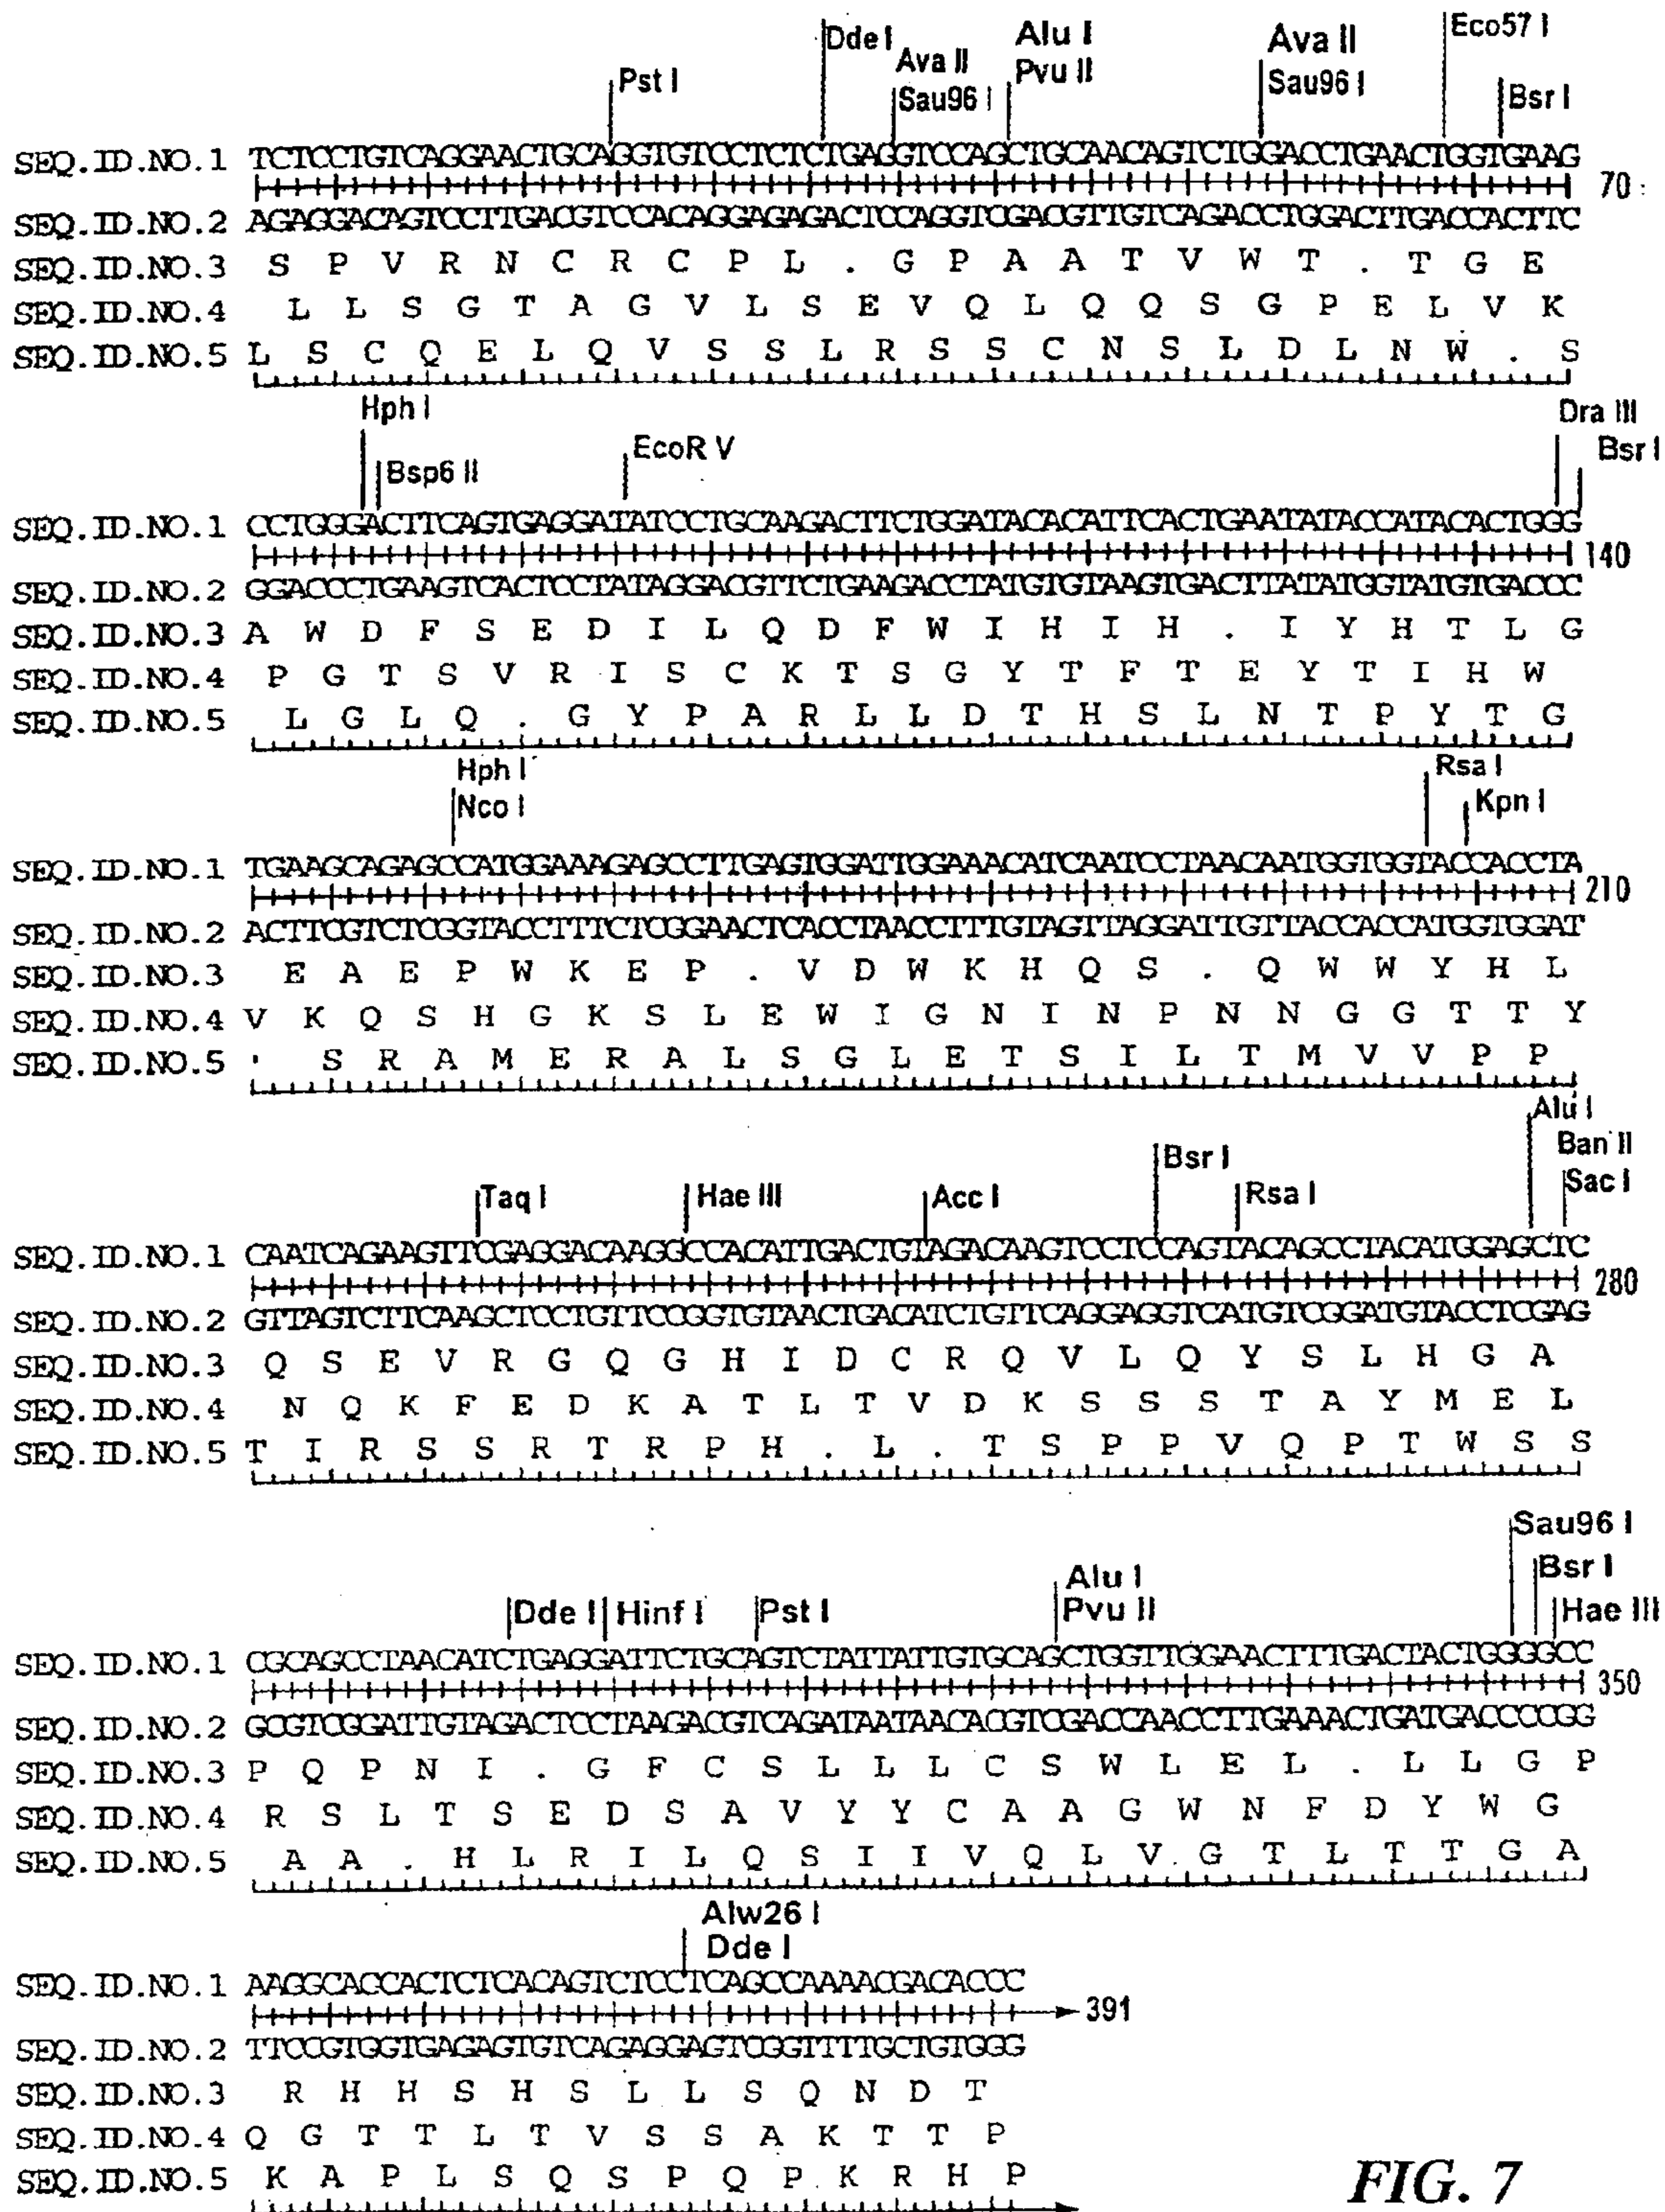 Dde I Alu I Ava II Eco57 I
Pst I Ava II Pvu II Sau96 I Bsr I
Sau96 I
SEQ.ID.NO.1 TCTCCTGTCAGGAACTGCAGGTGTCCTCTCTGAGGTCCAGCTGCAACAGTCTGGACCTGAACTGGTGAAG
70
SEQ.ID.NO.2 AGAGGACAGTCCTTGACGTCCACAGGAGAGACTCCAGGTCGACGTTGTCAGACCTGGACTTGACCACTTC
SEQ.ID.NO.3 S P V R N C R C P L . G P A A T V W T . T G E
SEQ.ID.NO.4 L L S G T A G V L S E V Q L Q Q S G P E L V K
SEQ.ID.NO.5 L S C Q E L Q V S S L R S S C N S L D L N W . S
Hph I Dra III
Bsp6 II EcoR V Bsr I
SEQ.ID.NO.1 CCTGGGACTTCAGTGAGGATATCCTGCAAGACTTCTGGATACACATTCACTGAATATACCATACACTGGG
140
SEQ.ID.NO.2 GGACCCTGAAGTCACTCCTATAGGACGTTCTGAAGACCTATGTGTAAGTGACTTATATGGTATGTGACCC
SEQ.ID.NO.3 A W D F S E D I L Q D F W I H I H . I Y H T L G
SEQ.ID.NO.4 P G T S V R I S C K T S G Y T F T E Y T I H W
SEQ.ID.NO.5 L G L Q . G Y P A R L L D T H S L N T P Y T G
Hph I Rsa I
Nco I Kpn I
SEQ.ID.NO.1 TGAAGCAGAGCCATGGAAAGAGCCTTGAGTGGATTGGAAACATCAATCCTAACAATGGTGGTACCACCTA
210
SEQ.ID.NO.2 ACTTCGTCTCGGTACCTTTCTCGGAACTCACCTAACCTTTGTAGTTAGGATTGTTACCACCATGGTGGAT
SEQ.ID.NO.3 E A E P W K E P . V D W K H Q S . Q W W Y H L
SEQ.ID.NO.4 V K Q S H G K S L E W I G N I N P N N G G T T Y
SEQ.ID.NO.5 . S R A M E R A L S G L E T S I L T M V V P P
Alu I
Bsr I Ban II
Taq I Hae III Acc I Rsa I Sac I
SEQ.ID.NO.1 CAATCAGAAGTTCGAGGACAAGGCCACATTGACTGTAGACAAGTCCTCCAGTACAGCCTACATGGAGCTC
280
SEQ.ID.NO.2 GTTAGTCTTCAAGCTCCTGTTCCGGTGTAACTGACATCTGTTCAGGAGGTCATGTCGGATGTACCTCGAG
SEQ.ID.NO.3 Q S E V R G Q G H I D C R Q V L Q Y S L H G A
SEQ.ID.NO.4 N Q K F E D K A T L T V D K S S S T A Y M E L
SEQ.ID.NO.5 T I R S S R T R P H . L . T S P P V Q P T W S S
Sau96 I
Alu I Bsr I
Dde I Hinf I Pst I Pvu II Hae III
SEQ.ID.NO.1 CGCAGCCTAACATCTGAGGATTCTGCAGTCTATTATTGTGCAGCTGGTTGGAACTTTGACTACTGGGGCC
350
SEQ.ID.NO.2 GCGTCGGATTGTAGACTCCTAAGACGTCAGATAATAACACGTCGACCAACCTTGAAACTGATGACCCCGG
SEQ.ID.NO.3 P Q P N I . G F C S L L L C S W L E L . L L G P
SEQ.ID.NO.4 R S L T S E D S A V Y Y C A A G W N F D Y W G
SEQ.ID.NO.5 A A . H L R I L Q S I I V Q L V G T L T T G A
Alw26 I
Dde I
SEQ.ID.NO.1 AAGGCACCACTCTCACAGTCTCCTCAGCCAAAACGACACCC
391
SEQ.ID.NO.2 TTCCGTGGTGAGAGTGTCAGAGGAGTCGGTTTTGCTGTGGG
SEQ.ID.NO.3 R H H S H S L L S Q N D T
SEQ.ID.NO.4 Q G T T L T V S S A K T T P
SEQ.ID.NO.5 K A P L S Q S P Q P K R H P
FIG. 7